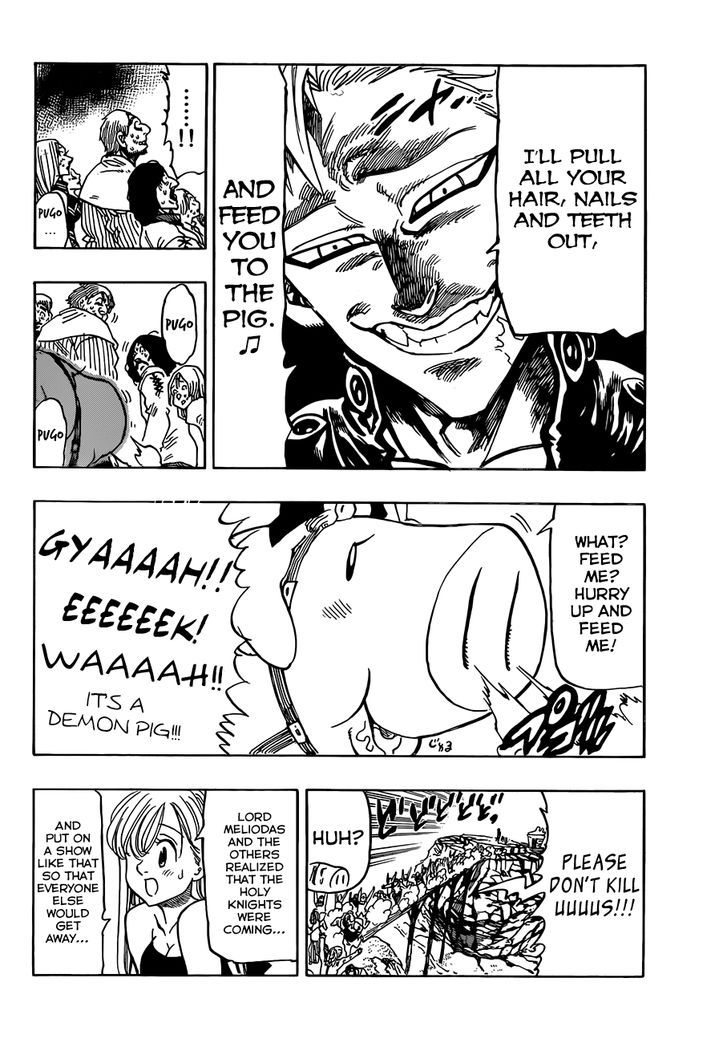 I'LL PULL
ALL YOUR
HAIR, NAILS
AND TEETH
OUT,
AND
FEED
YOU
TO
THE
PIG.
♫
......!!
PUGO
...
PUGO
PUGO
WHAT?
FEED
ME?
HURRY
UP AND
FEED
ME!
GYAAAAH!!
EEEEEEK!
WAAAAH!!
IT'S A
DEMON PIG!!!
PLEASE
DON'T KILL
UUUUS!!!
HUH?
LORD
MELIODAS
AND THE
OTHERS
REALIZED
THAT THE
HOLY
KNIGHTS
WERE
COMING...
AND
PUT ON
A SHOW
LIKE THAT
SO THAT
EVERYONE
ELSE
WOULD
GET
AWAY...